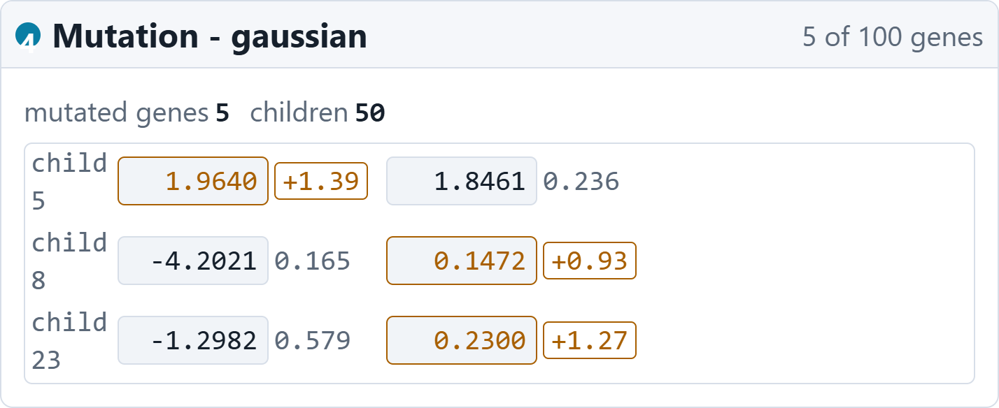 4 Mutation - gaussian 5 of 100 genes
mutated genes 5 children 50
child 5 1.9640 +1.39 1.8461 0.236
child 8 -4.2021 0.165 0.1472 +0.93
child 23 -1.2982 0.579 0.2300 +1.27